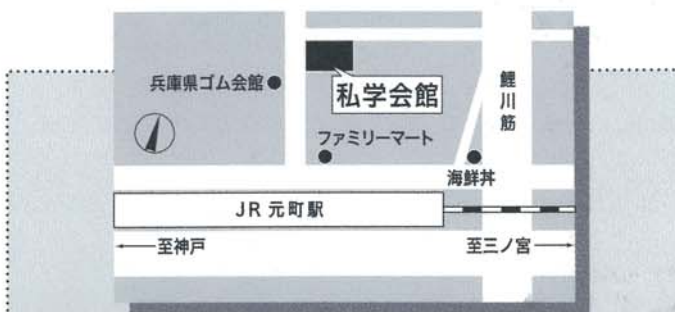 兵庫県ゴム会館
私学会館
鯉川筋
ファミリーマート
海鮮丼
JR 元町駅
至神戸
至三ノ宮